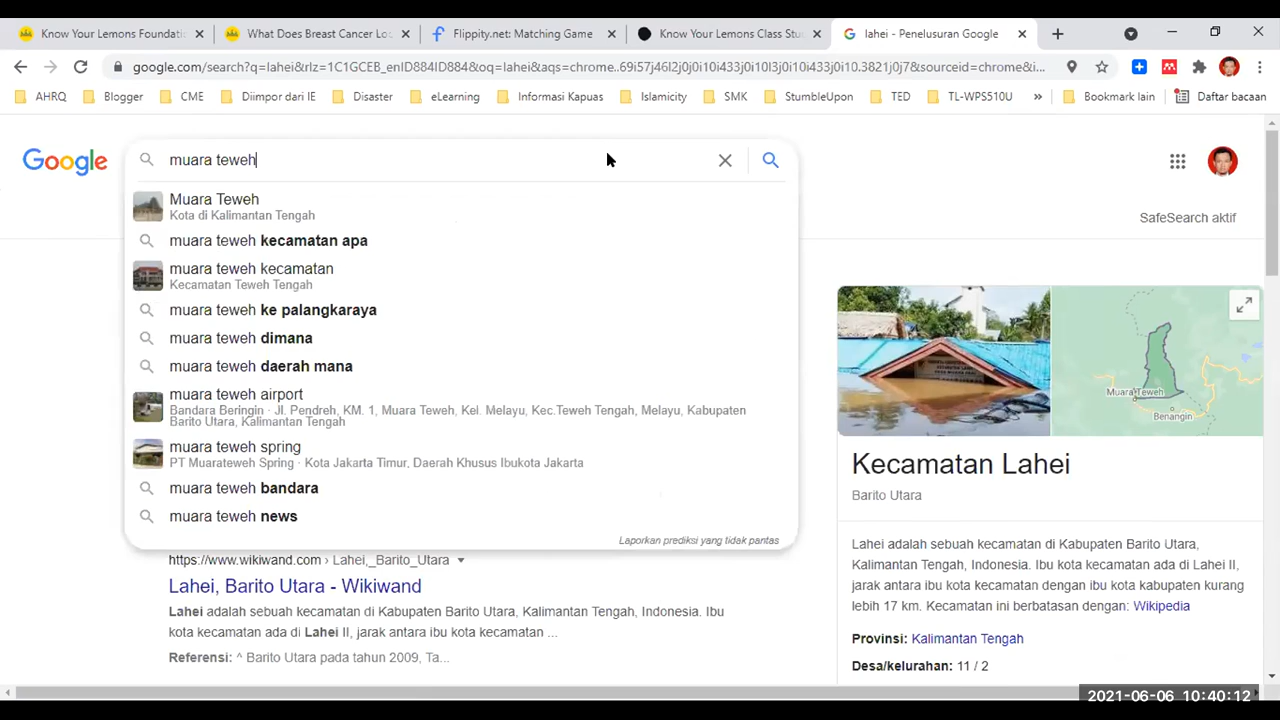 Know Your Lemons Foundati
What Does Breast Cancer Lo
Flippity.net: Matching Game
Know Your Lemons Class Stu
lahei - Penelusuran Google
google.com/search?q=lahei&rlz=1C1GCEB_enID884ID884&oq=lahei&aqs=chrome..69i57j46l2j0j0i10i433j0i10l3j0i10i433j0i10.3821j0j7&sourceid=chrome&i...
AHRQ
Blogger
CME
Diimpor dari IE
Disaster
eLearning
Informasi Kapuas
Islamicity
SMK
StumbleUpon
TED
TL-WPS510U
»
Bookmark lain
Daftar bacaan
Google
muara teweh
SafeSearch aktif
Muara Teweh
Kota di Kalimantan Tengah
muara teweh kecamatan apa
muara teweh kecamatan
Kecamatan Teweh Tengah
muara teweh ke palangkaraya
muara teweh dimana
muara teweh daerah mana
muara teweh airport
Bandara Beringin · Jl. Pendreh, KM. 1, Muara Teweh, Kel. Melayu, Kec.Teweh Tengah, Melayu, Kabupaten
Barito Utara, Kalimantan Tengah
muara teweh spring
PT Muarateweh Spring · Kota Jakarta Timur, Daerah Khusus Ibukota Jakarta
muara teweh bandara
muara teweh news
Laporkan prediksi yang tidak pantas
https://www.wikiwand.com › Lahei,_Barito_Utara
Lahei, Barito Utara - Wikiwand
Lahei adalah sebuah kecamatan di Kabupaten Barito Utara, Kalimantan Tengah, Indonesia. Ibu
kota kecamatan ada di Lahei II, jarak antara ibu kota kecamatan ...
Referensi: ^ Barito Utara pada tahun 2009, Ta...
Muara Teweh
Benangin
Kecamatan Lahei
Barito Utara
Lahei adalah sebuah kecamatan di Kabupaten Barito Utara,
Kalimantan Tengah, Indonesia. Ibu kota kecamatan ada di Lahei II,
jarak antara ibu kota kecamatan dengan ibu kota kabupaten kurang
lebih 17 km. Kecamatan ini berbatasan dengan: Wikipedia
Provinsi: Kalimantan Tengah
Desa/kelurahan: 11 / 2
2021-06-06 10:40:12